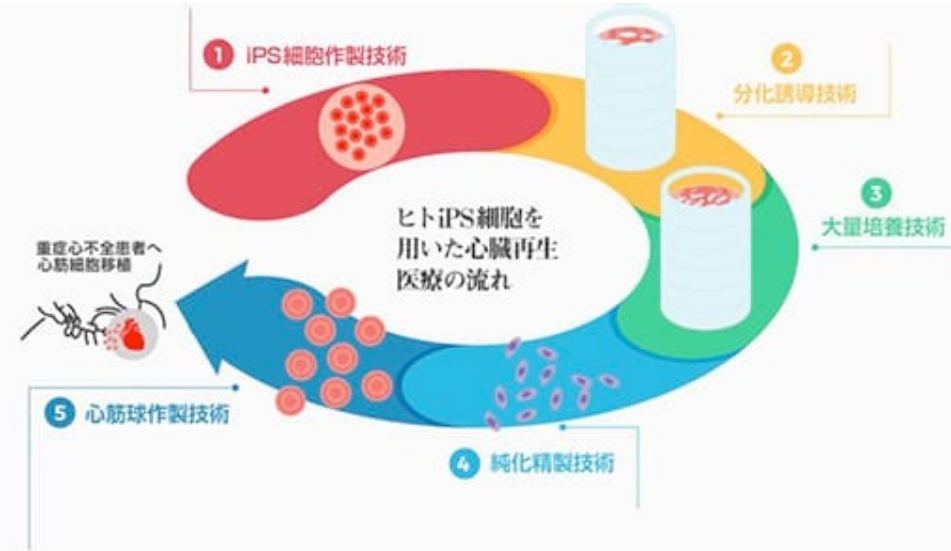 1 iPS細胞作製技術
2
分化誘導技術
3
大量培養技術
ヒトiPS細胞を
用いた心臓再生
医療の流れ
重症心不全患者へ
心筋細胞移植
5 心筋球作製技術
4 純化精製技術